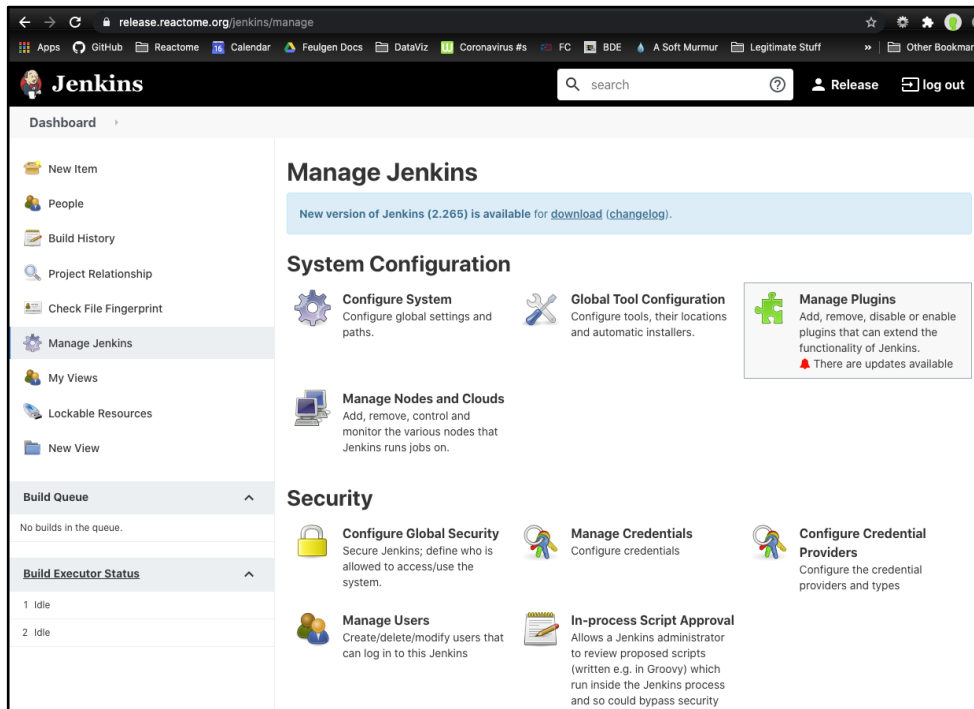 release.reactome.org/jenkins/manage
Apps GitHub Reactome 16 Calendar Feulgen Docs DataViz Coronavirus #s FC BDE A Soft Murmur Legitimate Stuff » Other Bookmar
Jenkins search Release log out
Dashboard
New Item
People
Build History
Project Relationship
Check File Fingerprint
Manage Jenkins
My Views
Lockable Resources
New View
Build Queue
No builds in the queue.
Build Executor Status
1 Idle
2 Idle
Manage Jenkins
New version of Jenkins (2.265) is available for download (changelog).
System Configuration
Configure System
Configure global settings and
paths.
Global Tool Configuration
Configure tools, their locations
and automatic installers.
Manage Plugins
Add, remove, disable or enable
plugins that can extend the
functionality of Jenkins.
There are updates available
Manage Nodes and Clouds
Add, remove, control and
monitor the various nodes that
Jenkins runs jobs on.
Security
Configure Global Security
Secure Jenkins; define who is
allowed to access/use the
system.
Manage Credentials
Configure credentials
Configure Credential
Providers
Configure the credential
providers and types
Manage Users
Create/delete/modify users that
can log in to this Jenkins
In-process Script Approval
Allows a Jenkins administrator
to review proposed scripts
(written e.g. in Groovy) which
run inside the Jenkins process
and so could bypass security